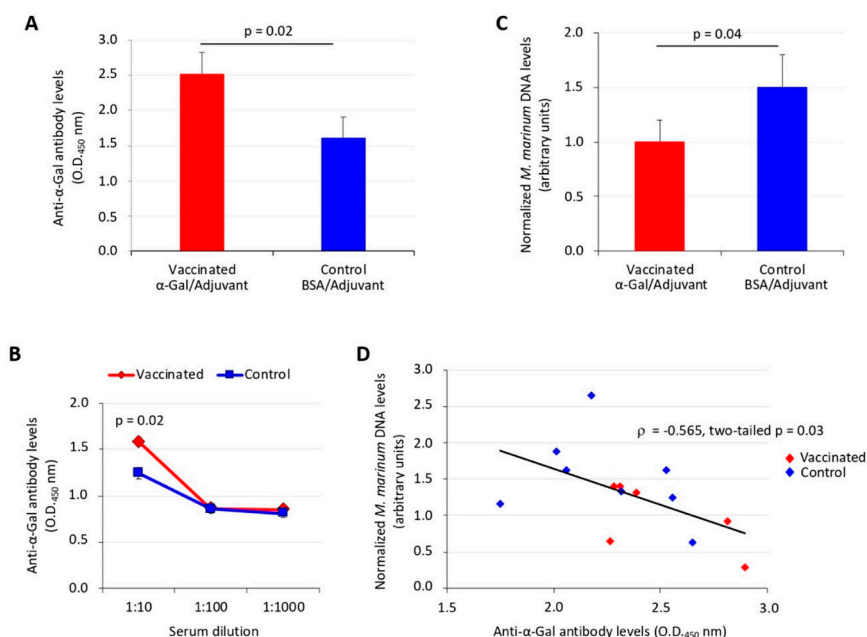 A
p = 0.02
Anti-α-Gal antibody levels
(O.D.450 nm)
3.0
2.5
2.0
1.5
1.0
0.5
0.0
Vaccinated
α-Gal/Adjuvant
Control
BSA/Adjuvant
C
p = 0.04
Normalized M. marinum DNA levels
(arbitrary units)
2.0
1.5
1.0
0.5
0.0
Vaccinated
α-Gal/Adjuvant
Control
BSA/Adjuvant
B
Vaccinated
Control
p = 0.02
Anti-α-Gal antibody levels
(O.D.450 nm)
2.0
1.5
1.0
0.5
0.0
1:10
1:100
1:1000
Serum dilution
D
Normalized M. marinum DNA levels
(arbitrary units)
3.0
2.5
2.0
1.5
1.0
0.5
0.0
ρ = -0.565, two-tailed p = 0.03
Vaccinated
Control
1.5
2.0
2.5
3.0
Anti-α-Gal antibody levels (O.D.450 nm)